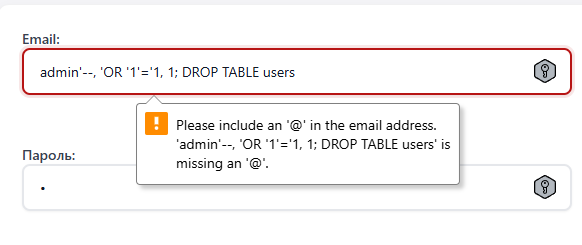 Email:
admin'--, 'OR '1'='1, 1; DROP TABLE users
Please include an '@' in the email address.
'admin'--, 'OR '1'='1, 1; DROP TABLE users' is
missing an '@'.
Пароль:
•